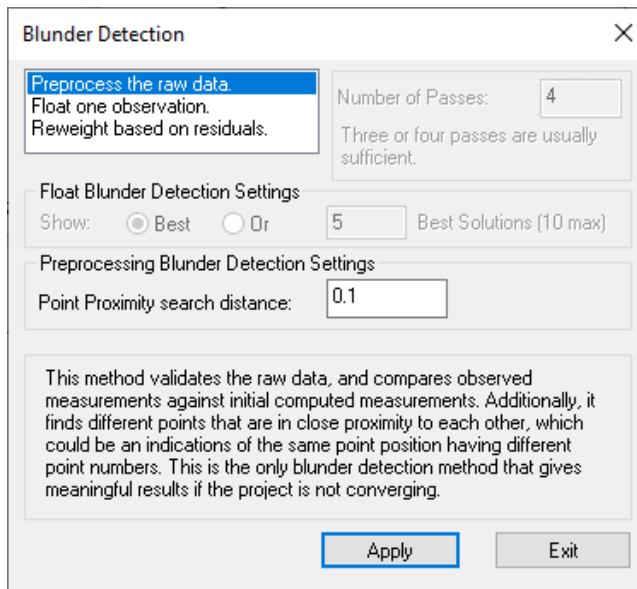 Blunder Detection
Preprocess the raw data.
Float one observation.
Reweight based on residuals.
Number of Passes: 4
Three or four passes are usually
sufficient.
Float Blunder Detection Settings
Show: Best Or 5 Best Solutions (10 max)
Preprocessing Blunder Detection Settings
Point Proximity search distance: 0.1
This method validates the raw data, and compares observed
measurements against initial computed measurements. Additionally, it
finds different points that are in close proximity to each other, which
could be an indications of the same point position having different
point numbers. This is the only blunder detection method that gives
meaningful results if the project is not converging.
Apply Exit